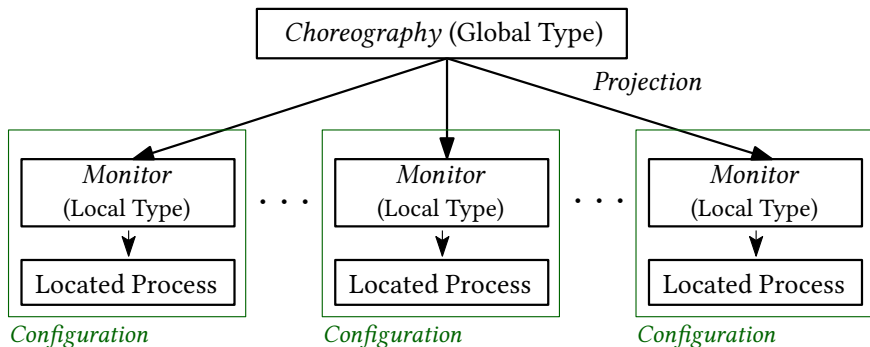 Choreography (Global Type)
Projection
Monitor
(Local Type)
Located Process
Configuration
. . .
Monitor
(Local Type)
Located Process
Configuration
. . .
Monitor
(Local Type)
Located Process
Configuration